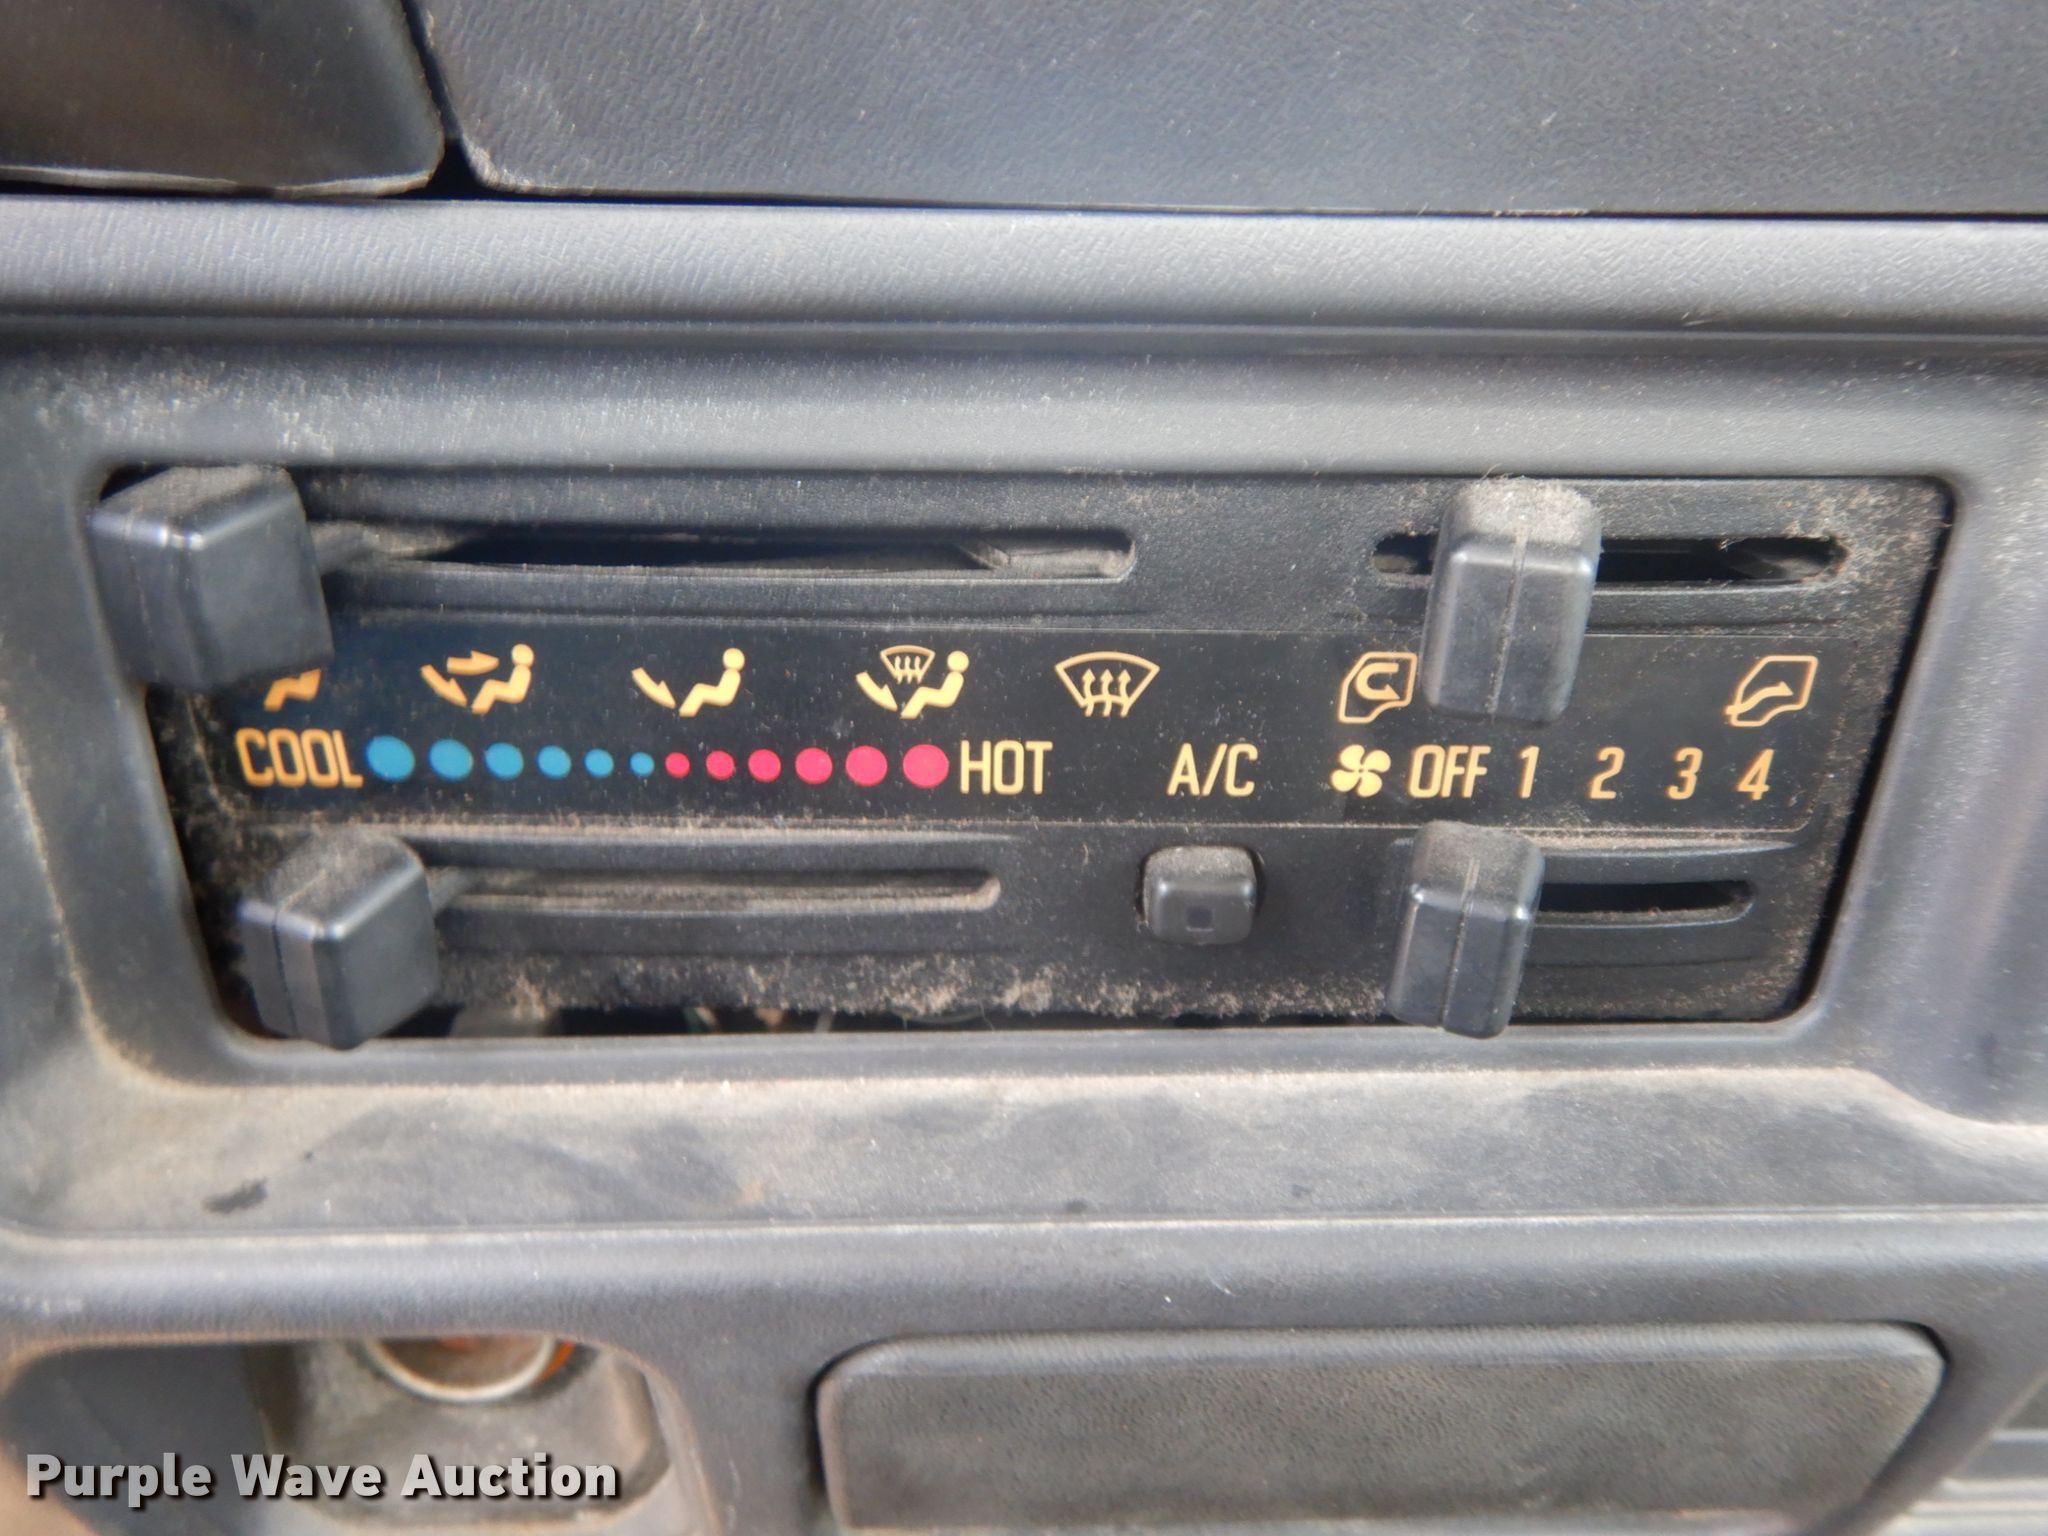 COOL HOT A/C OFF 1 2 3 4
Purple Wave Auction